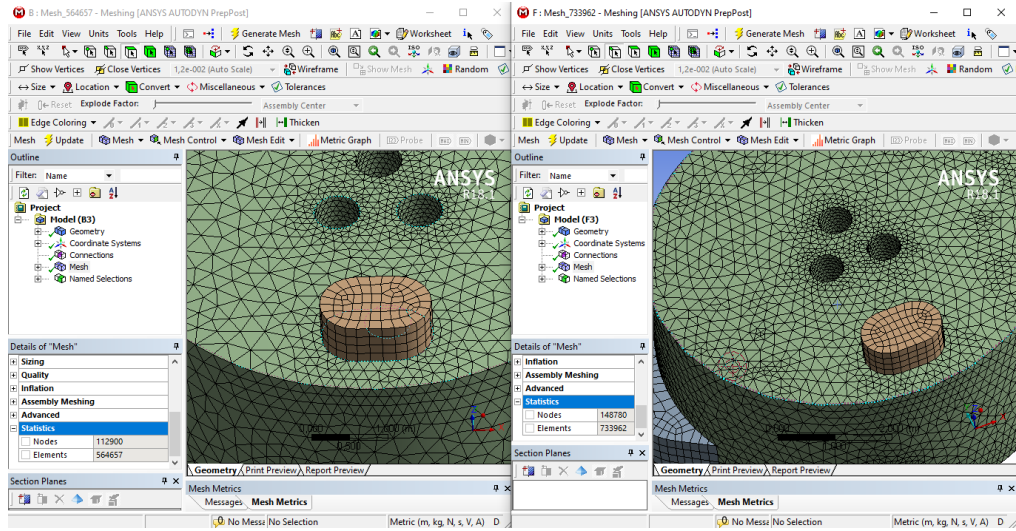 B : Mesh_564657 - Meshing [ANSYS AUTODYN PrepPost]
File Edit View Units Tools Help Generate Mesh Worksheet
Show Vertices Close Vertices 1,2e-002 (Auto Scale) Wireframe Show Mesh Random
Size Location Convert Miscellaneous Tolerances
Reset Explode Factor: Assembly Center
Edge Coloring Thicken
Mesh Update Mesh Mesh Control Mesh Edit Metric Graph Probe
Outline
Filter: Name
Project
Model (B3)
Geometry
Coordinate Systems
Connections
Mesh
Named Selections
Details of "Mesh"
Sizing
Quality
Inflation
Assembly Meshing
Advanced
Statistics
Nodes 112900
Elements 564657
Section Planes
ANSYS
R18.1
Geometry Print Preview Report Preview
Mesh Metrics
Messages Mesh Metrics
No Messa No Selection Metric (m, kg, N, s, V, A) D
F : Mesh_733962 - Meshing [ANSYS AUTODYN PrepPost]
File Edit View Units Tools Help Generate Mesh Worksheet
Show Vertices Close Vertices 1,2e-002 (Auto Scale) Wireframe Show Mesh Random
Size Location Convert Miscellaneous Tolerances
Reset Explode Factor: Assembly Center
Edge Coloring Thicken
Mesh Update Mesh Mesh Control Mesh Edit Metric Graph Probe
Outline
Filter: Name
Project
Model (F3)
Geometry
Coordinate Systems
Connections
Mesh
Named Selections
Details of "Mesh"
Inflation
Assembly Meshing
Advanced
Statistics
Nodes 148780
Elements 733962
Section Planes
ANSYS
R18.1
Geometry Print Preview Report Preview
Mesh Metrics
Messages Mesh Metrics
No Messa No Selection Metric (m, kg, N, s, V, A) D